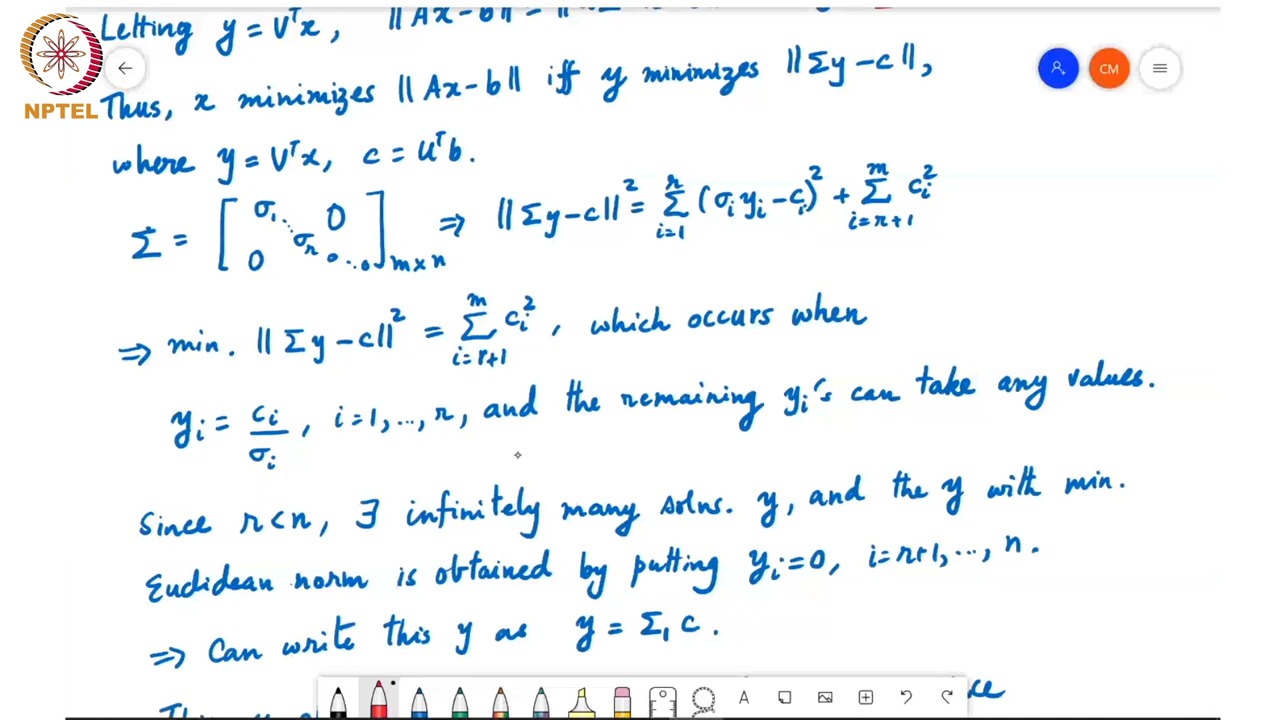 Letting y = Vᵀx, ||Ax-b|| = ||
Thus, x minimizes ||Ax-b|| iff y minimizes ||Σy-c||,
where y = Vᵀx, c = Uᵀb.
Σ = [σ₁ ⋱ σᵣ 0 0 0 ⋱ 0]ₘₓₙ ⇒ ||Σy-c||² = Σᵢ₌₁ʳ (σᵢyᵢ-cᵢ)² + Σᵢ₌ᵣ₊₁ᵐ cᵢ²
⇒ min. ||Σy-c||² = Σᵢ₌ᵣ₊₁ᵐ cᵢ², which occurs when
yᵢ = cᵢ/σᵢ, i=1,...,r, and the remaining yᵢ's can take any values.
Since r<n, ∃ infinitely many solns. y, and the y with min.
Euclidean norm is obtained by putting yᵢ=0, i=r+1,...,n.
⇒ Can write this y as y = Σ₁c.
NPTEL
CM
A